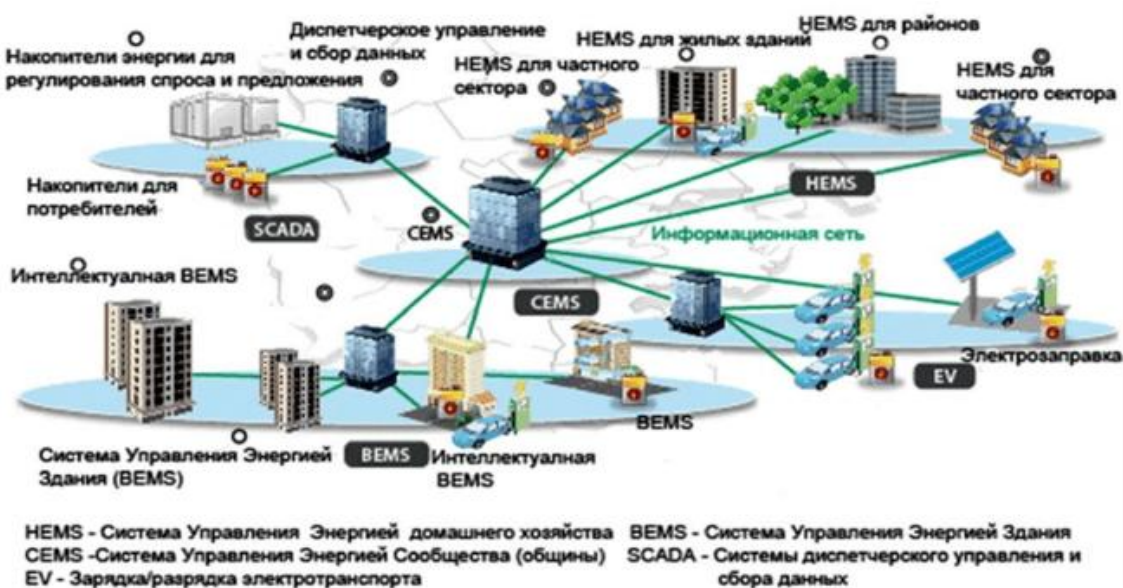 Накопители энергии для
регулирования спроса и предложения
Диспетчерское управление
и сбор данных
HEMS для частного
сектора
HEMS для жилых зданий
HEMS для районов
HEMS для
частного сектора
Накопители для
потребителей
SCADA
CEMS
HEMS
Информационная сеть
Интеллектуальная BEMS
CEMS
Электрозаправка
EV
BEMS
Система Управления Энергией
Здания (BEMS)
BEMS
Интеллектуальная
BEMS
HEMS - Система Управления Энергией домашнего хозяйства
BEMS - Система Управления Энергией Здания
CEMS -Система Управления Энергией Сообщества (общины)
SCADA - Системы диспетчерского управления и
сбора данных
EV - Зарядка/разрядка электротранспорта